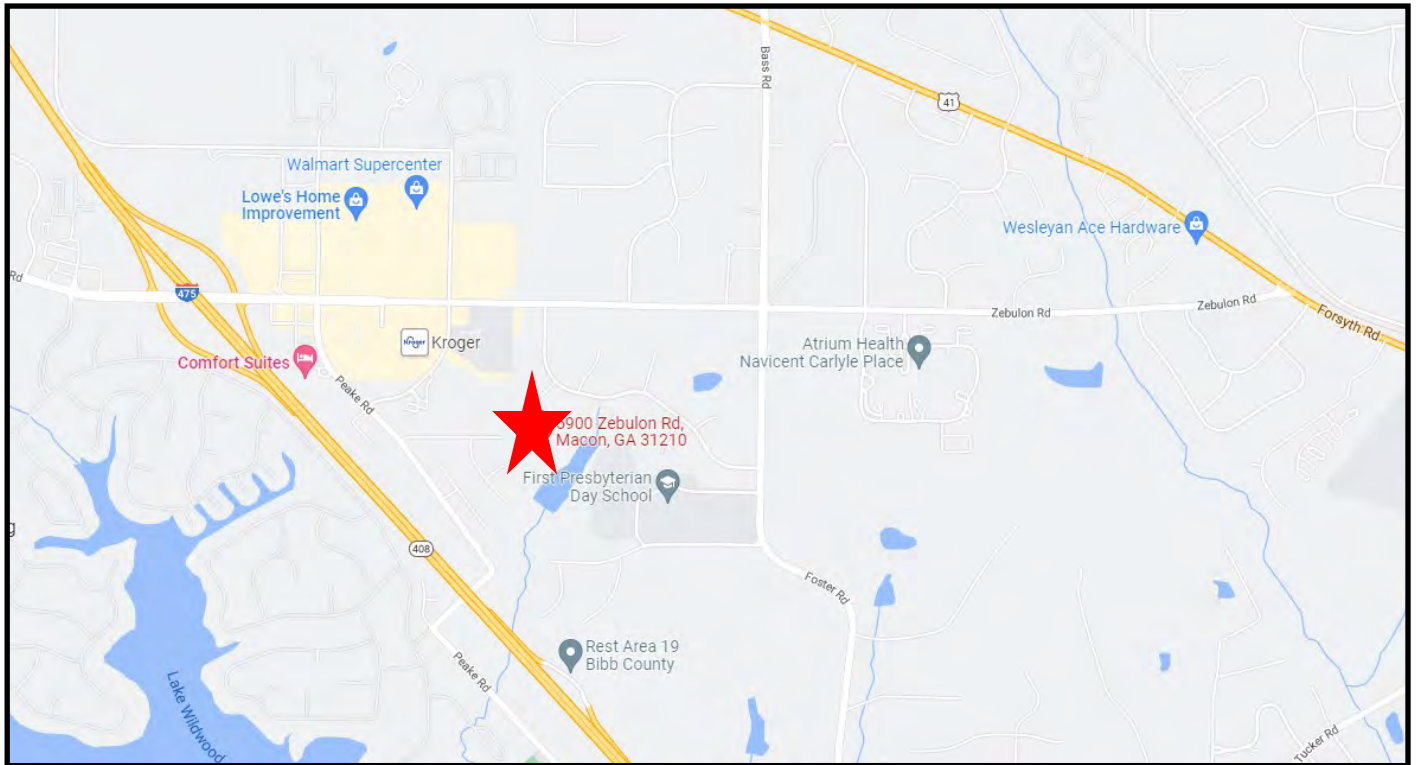 Bass Rd
41
Walmart Supercenter
Lowe's Home
Improvement
Wesleyan Ace Hardware
Rd
475
Zebulon Rd
Zebulon Rd
Forsyth Rd
Kroger
Kroger
Atrium Health
Navicent Carlyle Place
Comfort Suites
Peake Rd
5900 Zebulon Rd,
Macon, GA 31210
First Presbyterian
Day School
408
Foster Rd
Rest Area 19
Bibb County
Peake Rd
Lake Wildwood
Tucker Rd
g